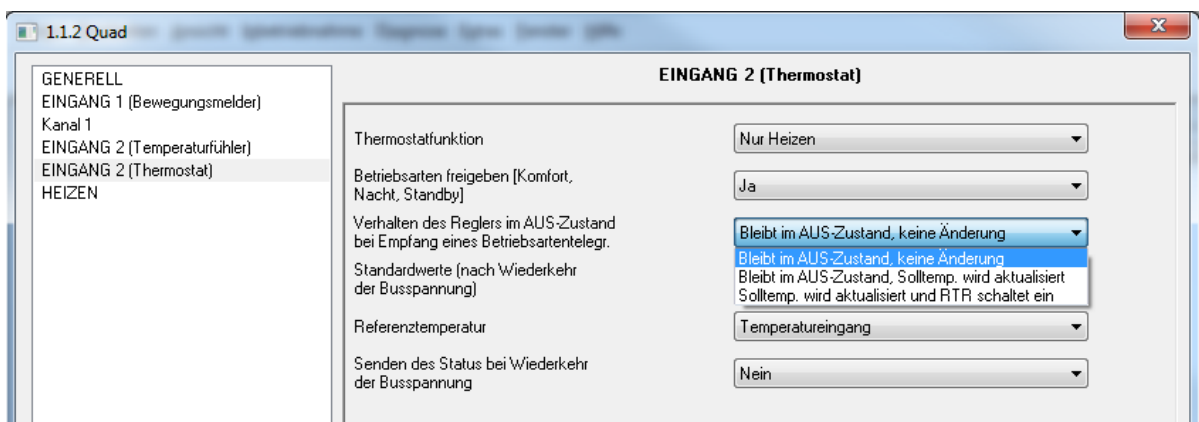 1.1.2 Quad
GENERELL
EINGANG 1 (Bewegungsmelder)
Kanal 1
EINGANG 2 (Temperaturfühler)
EINGANG 2 (Thermostat)
HEIZEN
EINGANG 2 (Thermostat)
Thermostatfunktion
Nur Heizen
Betriebsarten freigeben [Komfort,
Nacht, Standby]
Ja
Verhalten des Reglers im AUS-Zustand
bei Empfang eines Betriebsartentelegr.
Bleibt im AUS-Zustand, keine Änderung
Bleibt im AUS-Zustand, keine Änderung
Bleibt im AUS-Zustand, Solltemp. wird aktualisiert
Solltemp. wird aktualisiert und RTR schaltet ein
Standardwerte (nach Wiederkehr
der Busspannung)
Referenztemperatur
Temperatureingang
Senden des Status bei Wiederkehr
der Busspannung
Nein